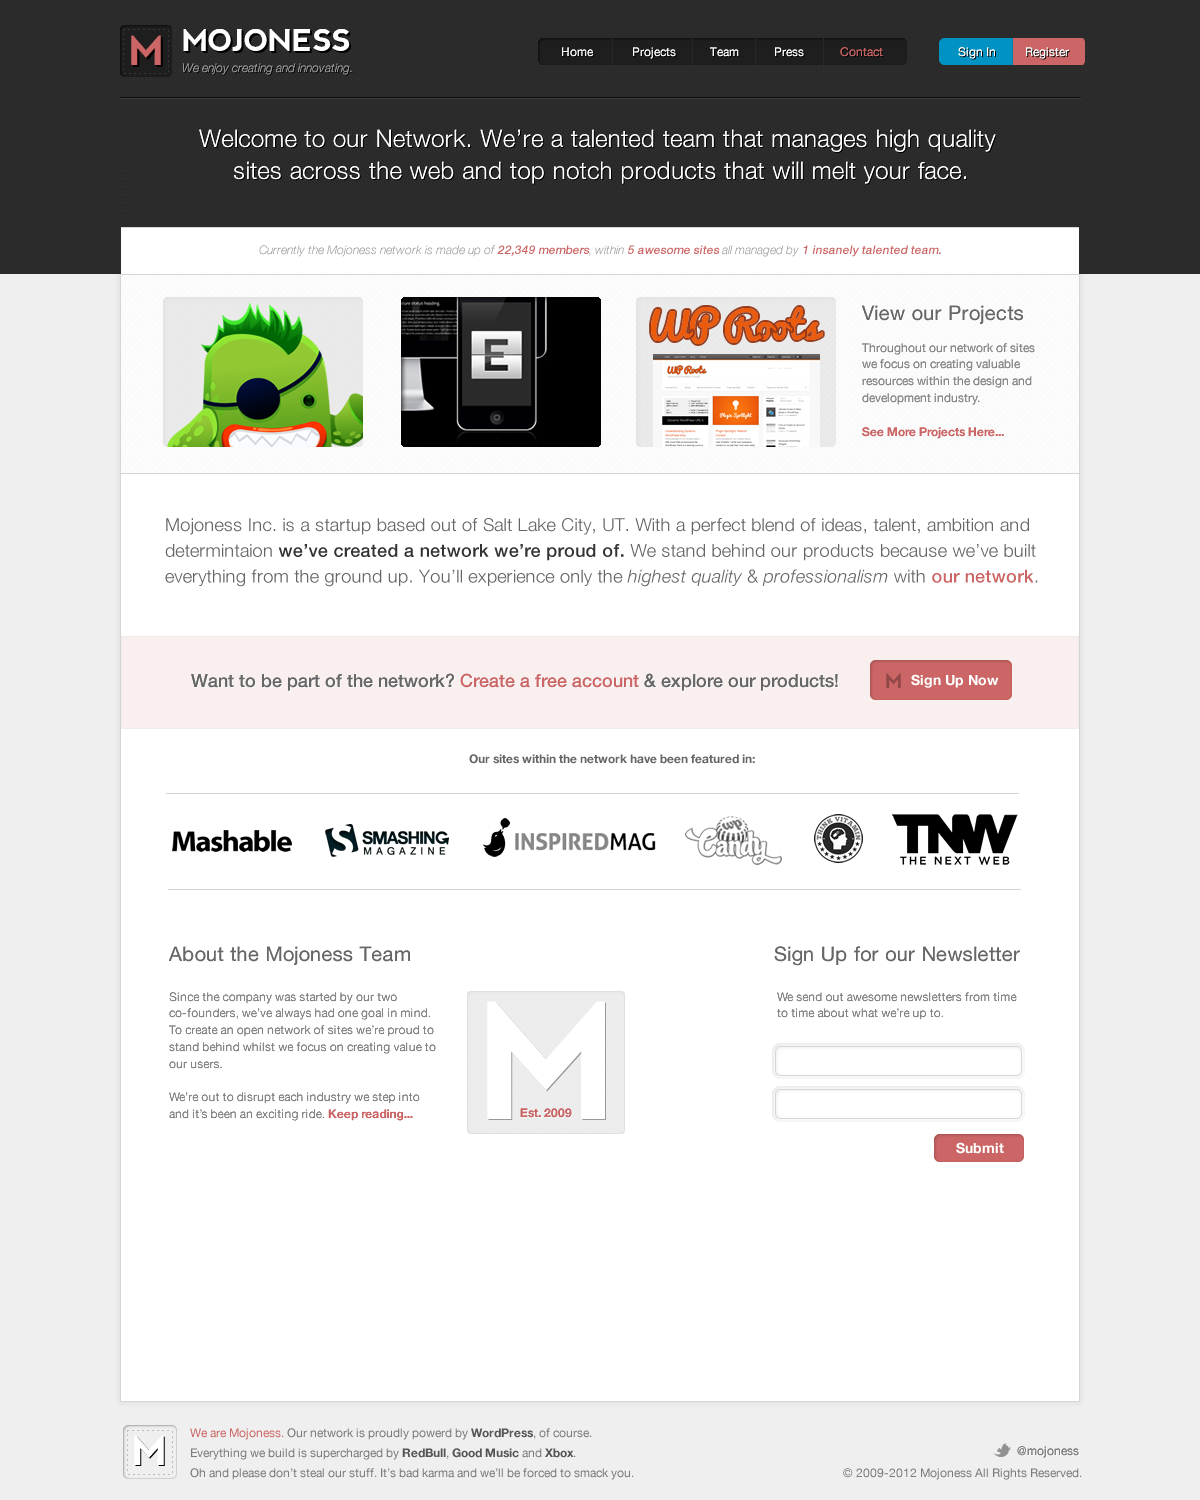 M MOJONESS
We enjoy creating and innovating.
Home Projects Team Press Contact Sign In Register
Welcome to our Network. We're a talented team that manages high quality
sites across the web and top notch products that will melt your face.
Currently the Mojoness network is made up of 22,349 members, within 5 awesome sites all managed by 1 insanely talented team.
E
WP Roots
WP Roots
Plugin Spotlight
View our Projects
Throughout our network of sites
we focus on creating valuable
resources within the design and
development industry.
See More Projects Here...
Mojoness Inc. is a startup based out of Salt Lake City, UT. With a perfect blend of ideas, talent, ambition and
determintaion we've created a network we're proud of. We stand behind our products because we've built
everything from the ground up. You'll experience only the highest quality & professionalism with our network.
Want to be part of the network? Create a free account & explore our products!
M Sign Up Now
Our sites within the network have been featured in:
Mashable
SMASHING
MAGAZINE
INSPIREDMAG
WP
Candy
THINK VITAMIN
TNW
THE NEXT WEB
About the Mojoness Team
Since the company was started by our two
co-founders, we've always had one goal in mind.
To create an open network of sites we're proud to
stand behind whilst we focus on creating value to
our users.
We're out to disrupt each industry we step into
and it's been an exciting ride. Keep reading...
M
Est. 2009
Sign Up for our Newsletter
We send out awesome newsletters from time
to time about what we're up to.
Submit
M
We are Mojoness. Our network is proudly powered by WordPress, of course.
Everything we build is supercharged by RedBull, Good Music and Xbox.
Oh and please don't steal our stuff. It's bad karma and we'll be forced to smack you.
@mojoness
© 2009-2012 Mojoness All Rights Reserved.